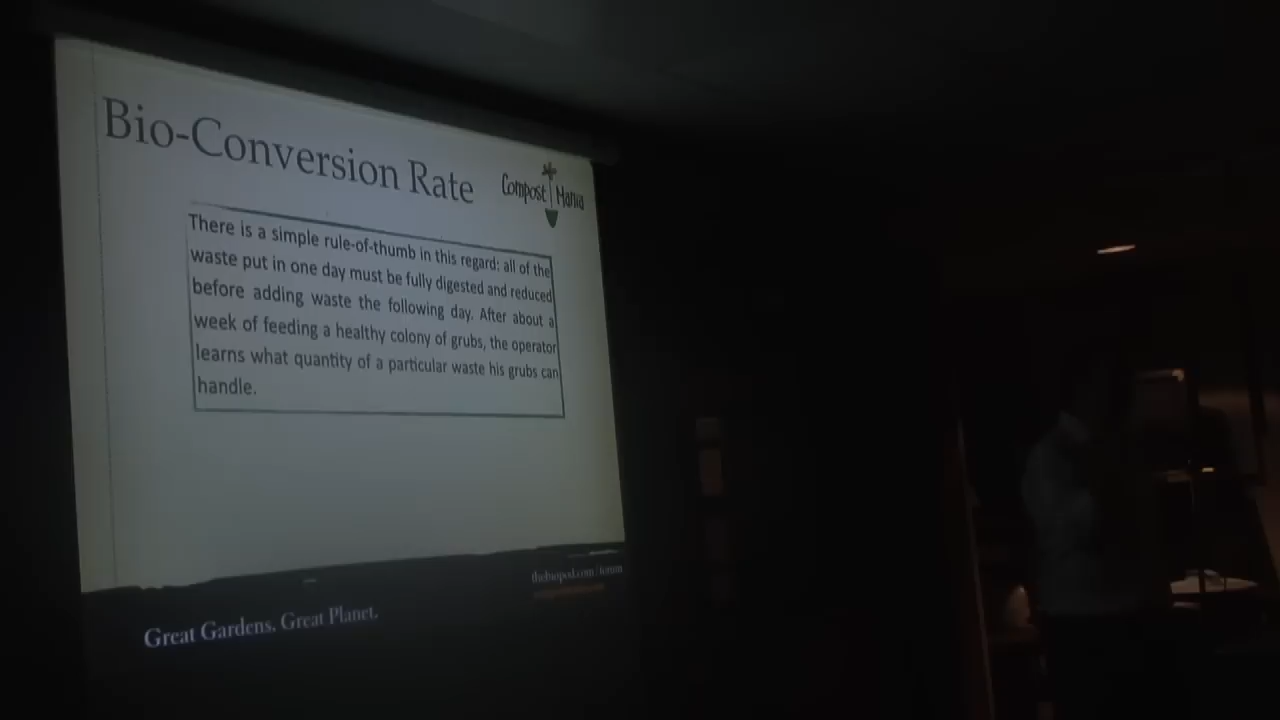 Bio-Conversion Rate
Compost Mania
There is a simple rule-of-thumb in this regard: all of the
waste put in one day must be fully digested and reduced
before adding waste the following day. After about a
week of feeding a healthy colony of grubs, the operator
learns what quantity of a particular waste his grubs can
handle.
thebiopod.com/forum
Great Gardens. Great Planet.